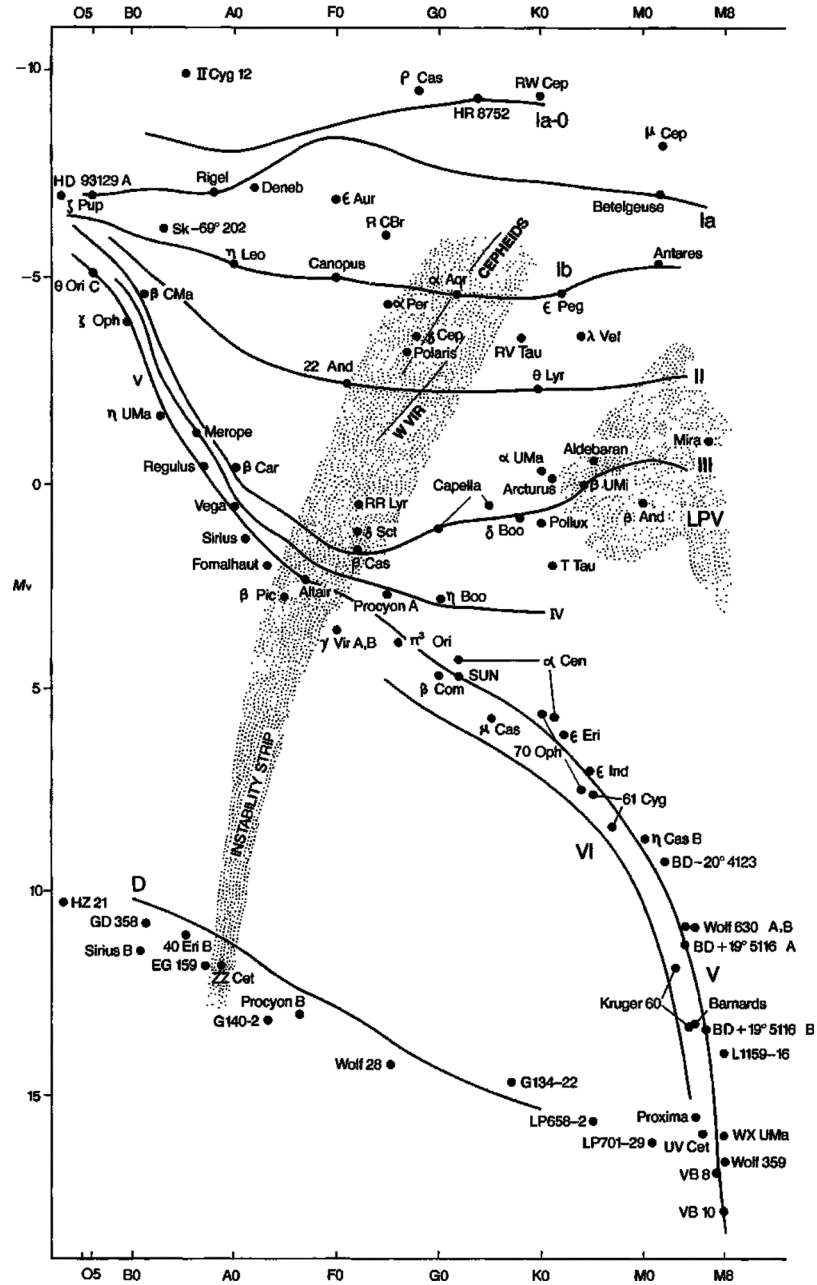 O5 B0 A0 F0 G0 K0 M0 M8
-10
II Cyg 12
ρ Cas
RW Cep
HR 8752
Ia-0
μ Cep
HD 93129 A
ζ Pup
Rigel
Deneb
ϵ Aur
Betelgeuse
Ia
Sk-69° 202
R CBr
CEPHEIDS
η Leo
Canopus
α Aqr
Ib
Antares
-5
θ Ori C
β CMa
α Per
ϵ Peg
ζ Oph
δ Cep
Polaris
RV Tau
λ Vel
V
22 And
θ Lyr
II
W VIR
η UMa
Merope
Mira
Regulus
β Car
α UMa
Aldebaran
III
0
Capella
Arcturus
β UMi
Vega
RR Lyr
β And
LPV
Sirius
δ Sct
δ Boo
Pollux
Fomalhaut
β Cas
T Tau
Mv
β Pic
Altair
Procyon A
η Boo
IV
γ Vir A,B
π³ Ori
α Cen
5
β Com
SUN
μ Cas
ϵ Eri
70 Oph
ϵ Ind
61 Cyg
INSTABILITY STRIP
VI
η Cas B
BD-20° 4123
10
D
HZ 21
GD 358
Wolf 630 A,B
Sirius B
40 Eri B
BD+19° 5116 A
EG 159
ZZ Cet
V
Procyon B
Kruger 60
Barnards
G140-2
BD+19° 5116 B
Wolf 28
L1159-16
G134-22
15
LP658-2
Proxima
LP701-29
UV Cet
WX UMa
Wolf 359
VB 8
VB 10
O5 B0 A0 F0 G0 K0 M0 M8